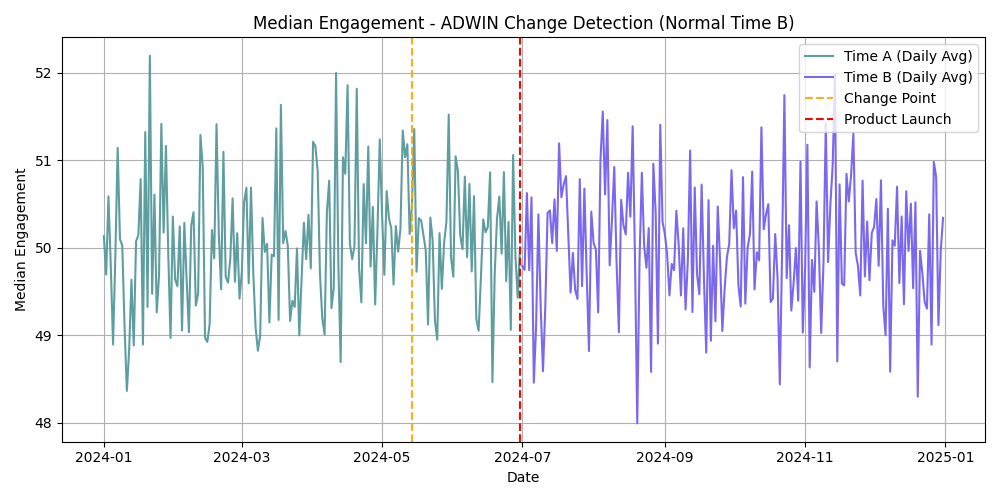 Median Engagement - ADWIN Change Detection (Normal Time B)
Time A (Daily Avg)
Time B (Daily Avg)
Change Point
Product Launch
Median Engagement
52
51
50
49
48
2024-01
2024-03
2024-05
2024-07
2024-09
2024-11
2025-01
Date